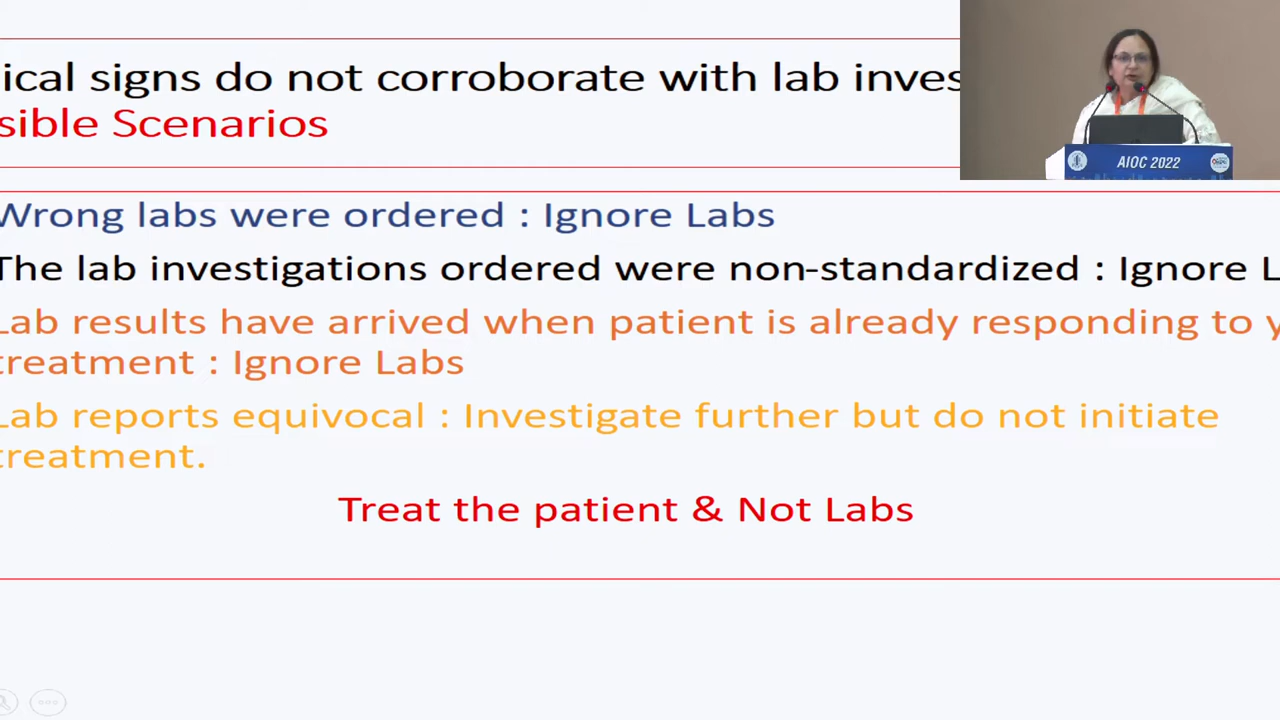 ical signs do not corroborate with lab inves
sible Scenarios
AIOC 2022
Wrong labs were ordered : Ignore Labs
The lab investigations ordered were non-standardized : Ignore L
Lab results have arrived when patient is already responding to y
treatment : Ignore Labs
Lab reports equivocal : Investigate further but do not initiate
treatment.
Treat the patient & Not Labs